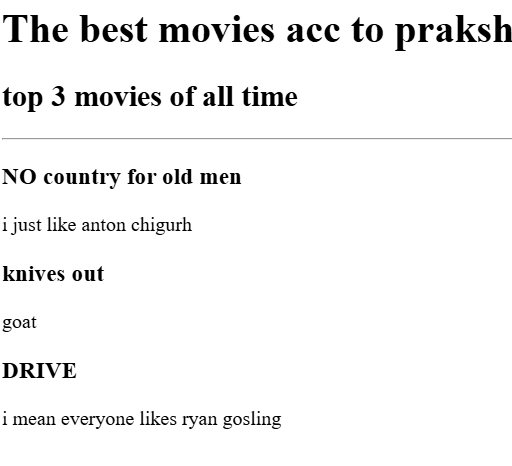 The best movies acc to praksh
top 3 movies of all time
NO country for old men
i just like anton chigurh
knives out
goat
DRIVE
i mean everyone likes ryan gosling